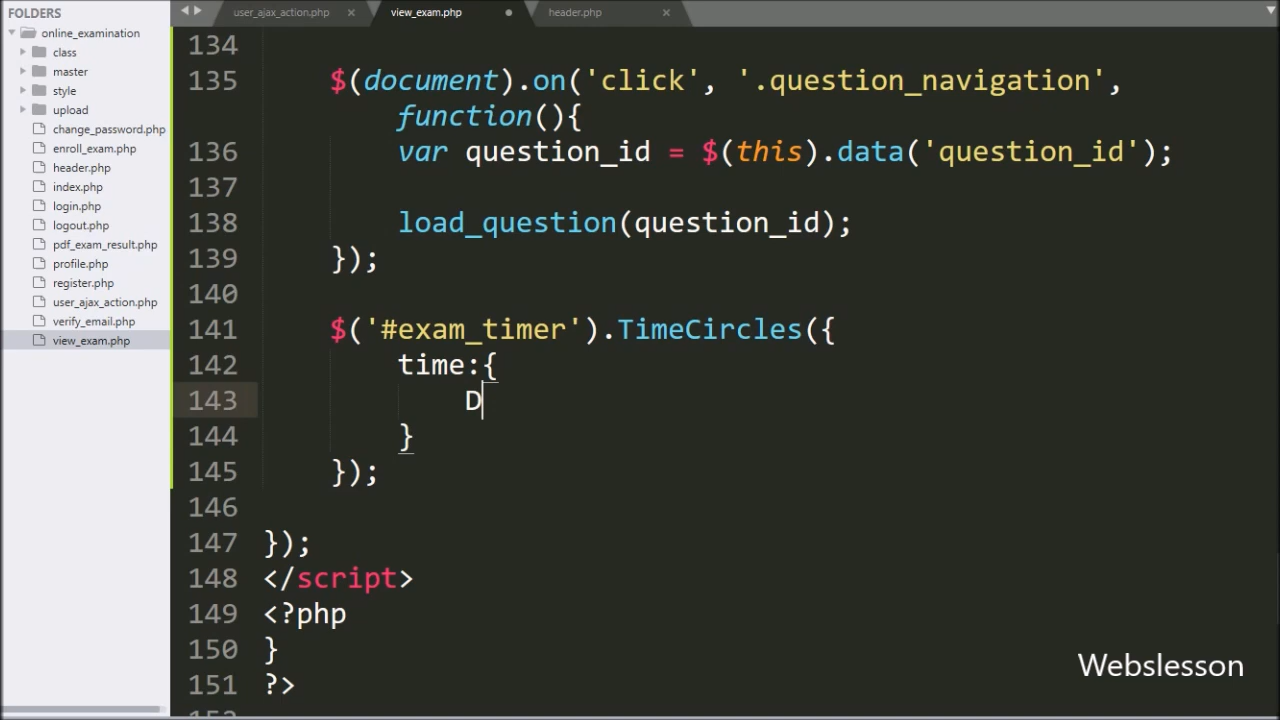 FOLDERS
online_examination
class
master
style
upload
change_password.php
enroll_exam.php
header.php
index.php
login.php
logout.php
pdf_exam_result.php
profile.php
register.php
user_ajax_action.php
verify_email.php
view_exam.php
user_ajax_action.php
view_exam.php
header.php
134
135 $(document).on('click', '.question_navigation',
function(){
136 var question_id = $(this).data('question_id');
137
138 load_question(question_id);
139 });
140
141 $('#exam_timer').TimeCircles({
142 time:{
143 D
144 }
145 });
146
147 });
148 </script>
149 <?php
150 }
151 ?>
Webslesson